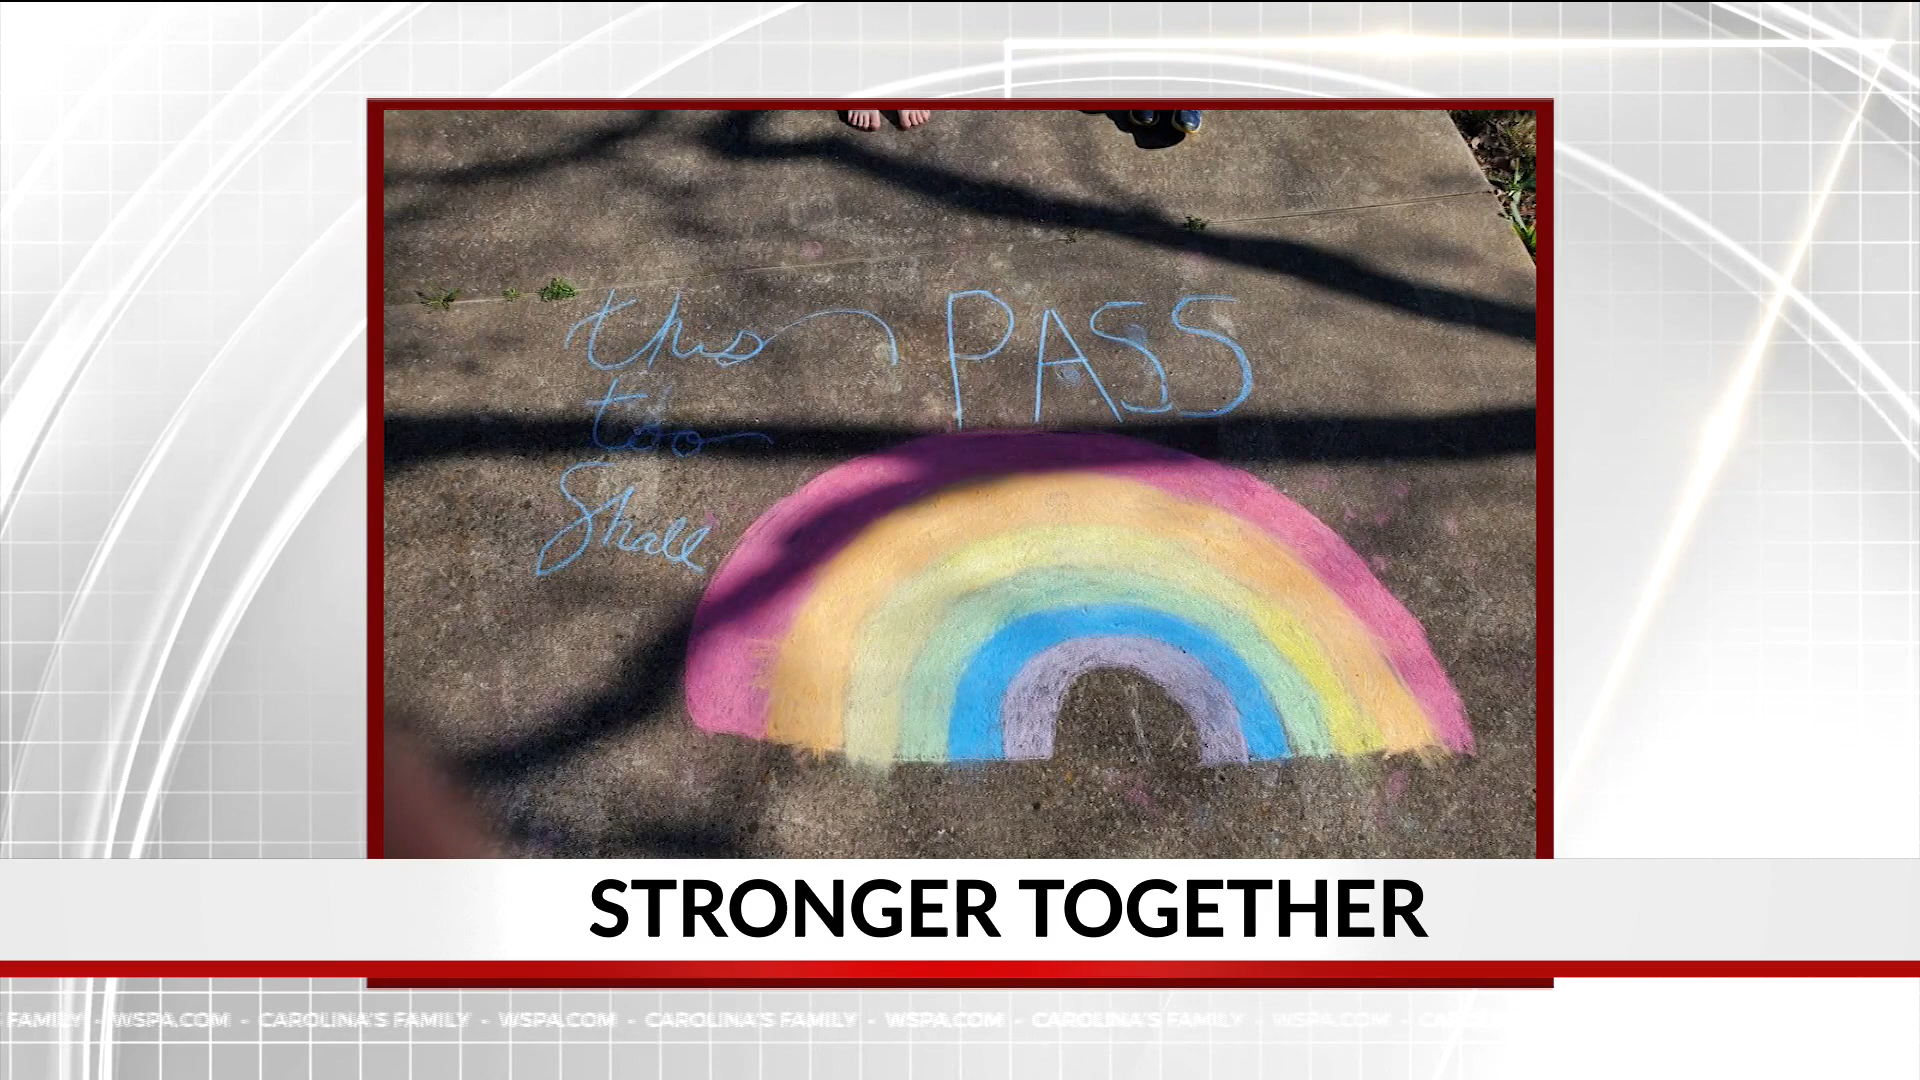 this
too
Shall
PASS
STRONGER TOGETHER
FAMILY - WSPA.COM - CAROLINA'S FAMILY - WSPA.COM - CAROLINA'S FAMILY - WSPA.COM - CAROLINA'S FAMILY - WSPA.COM - CAR